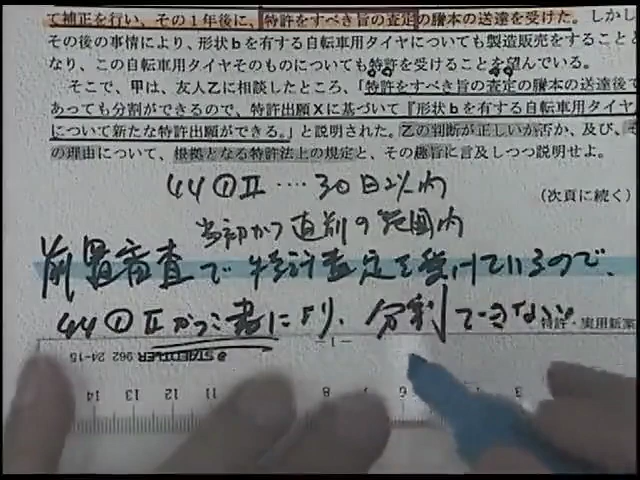 て補正を行い、その1年後に、特許をすべき旨の査定の謄本の送達を受けた。しかし
その後の事情により、形状bを有する自転車用タイヤについても製造販売をすること
なり、この自転車用タイヤそのものについても特許を受けることを望んでいる。
そこで、甲は、友人乙に相談したところ、「特許をすべき旨の査定の謄本の送達後で
あっても分割ができるので、特許出願Xに基づいて『形状bを有する自転車用タイヤ
について新たな特許出願ができる。」と説明された。乙の判断が正しいか否か、及び、そ
の理由について、根拠となる特許法上の規定と、その趣旨に言及しつつ説明せよ。
44①Ⅱ‥‥30日以内
(次頁に続く)
当初かつ直前の範囲内
前置審査で特許査定を受けているので、
44①Ⅱかっこ書により、分割できない
特許・実用新案
-1-
STAEDTLER 962 24-15
14 13 12 11 8 7 6 4 3